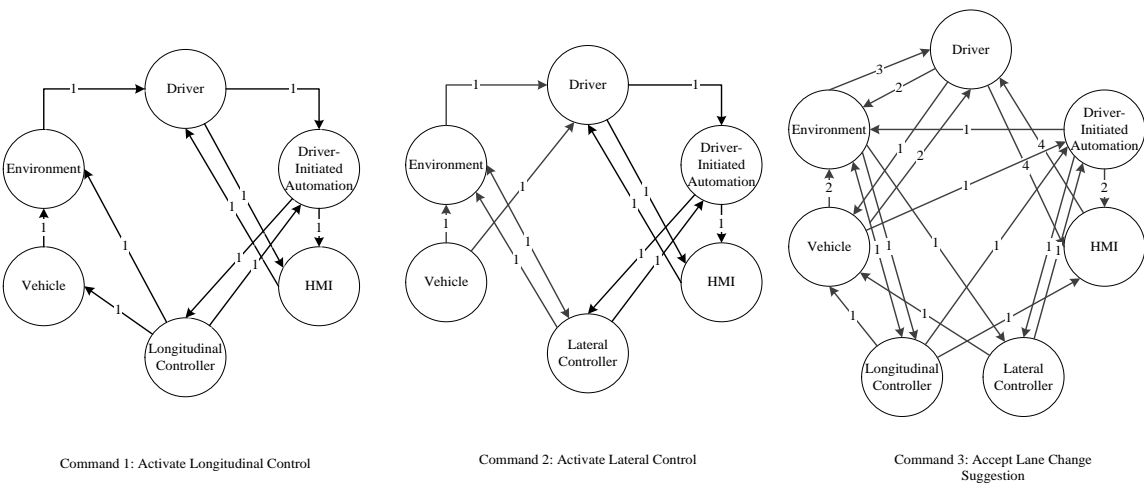 Driver
Environment
Driver-
Initiated
Automation
Vehicle
HMI
Longitudinal
Controller
1
1
1
1
1
1
1
1
1
1
Command 1: Activate Longitudinal Control
Driver
Environment
Driver-
Initiated
Automation
Vehicle
HMI
Lateral
Controller
1
1
1
1
1
1
1
1
1
1
Command 2: Activate Lateral Control
Driver
Environment
Driver-
Initiated
Automation
Vehicle
HMI
Longitudinal
Controller
Lateral
Controller
3
2
1
1
2
4
4
1
2
2
1
1
1
1
1
1
1
1
1
Command 3: Accept Lane Change
Suggestion